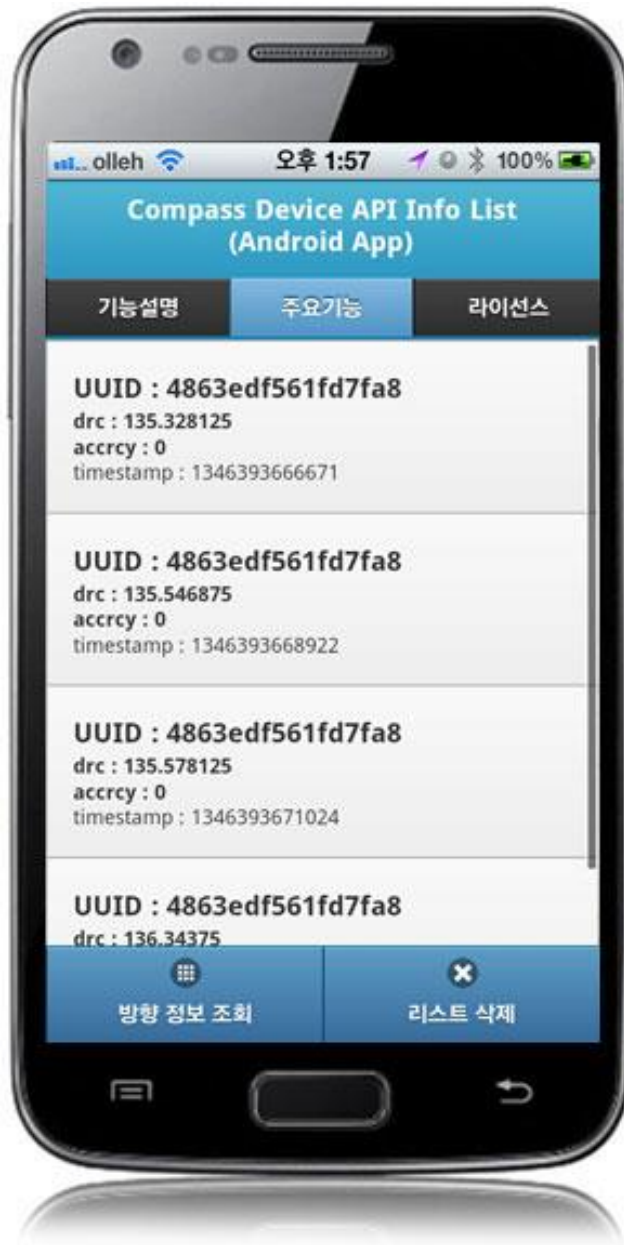 olleh 오후 1:57 100%
Compass Device API Info List
(Android App)
기능설명 주요기능 라이선스
UUID : 4863edf561fd7fa8
drc : 135.328125
accrcy : 0
timestamp : 1346393666671
UUID : 4863edf561fd7fa8
drc : 135.546875
accrcy : 0
timestamp : 1346393668922
UUID : 4863edf561fd7fa8
drc : 135.578125
accrcy : 0
timestamp : 1346393671024
UUID : 4863edf561fd7fa8
drc : 136.34375
방향 정보 조회 리스트 삭제